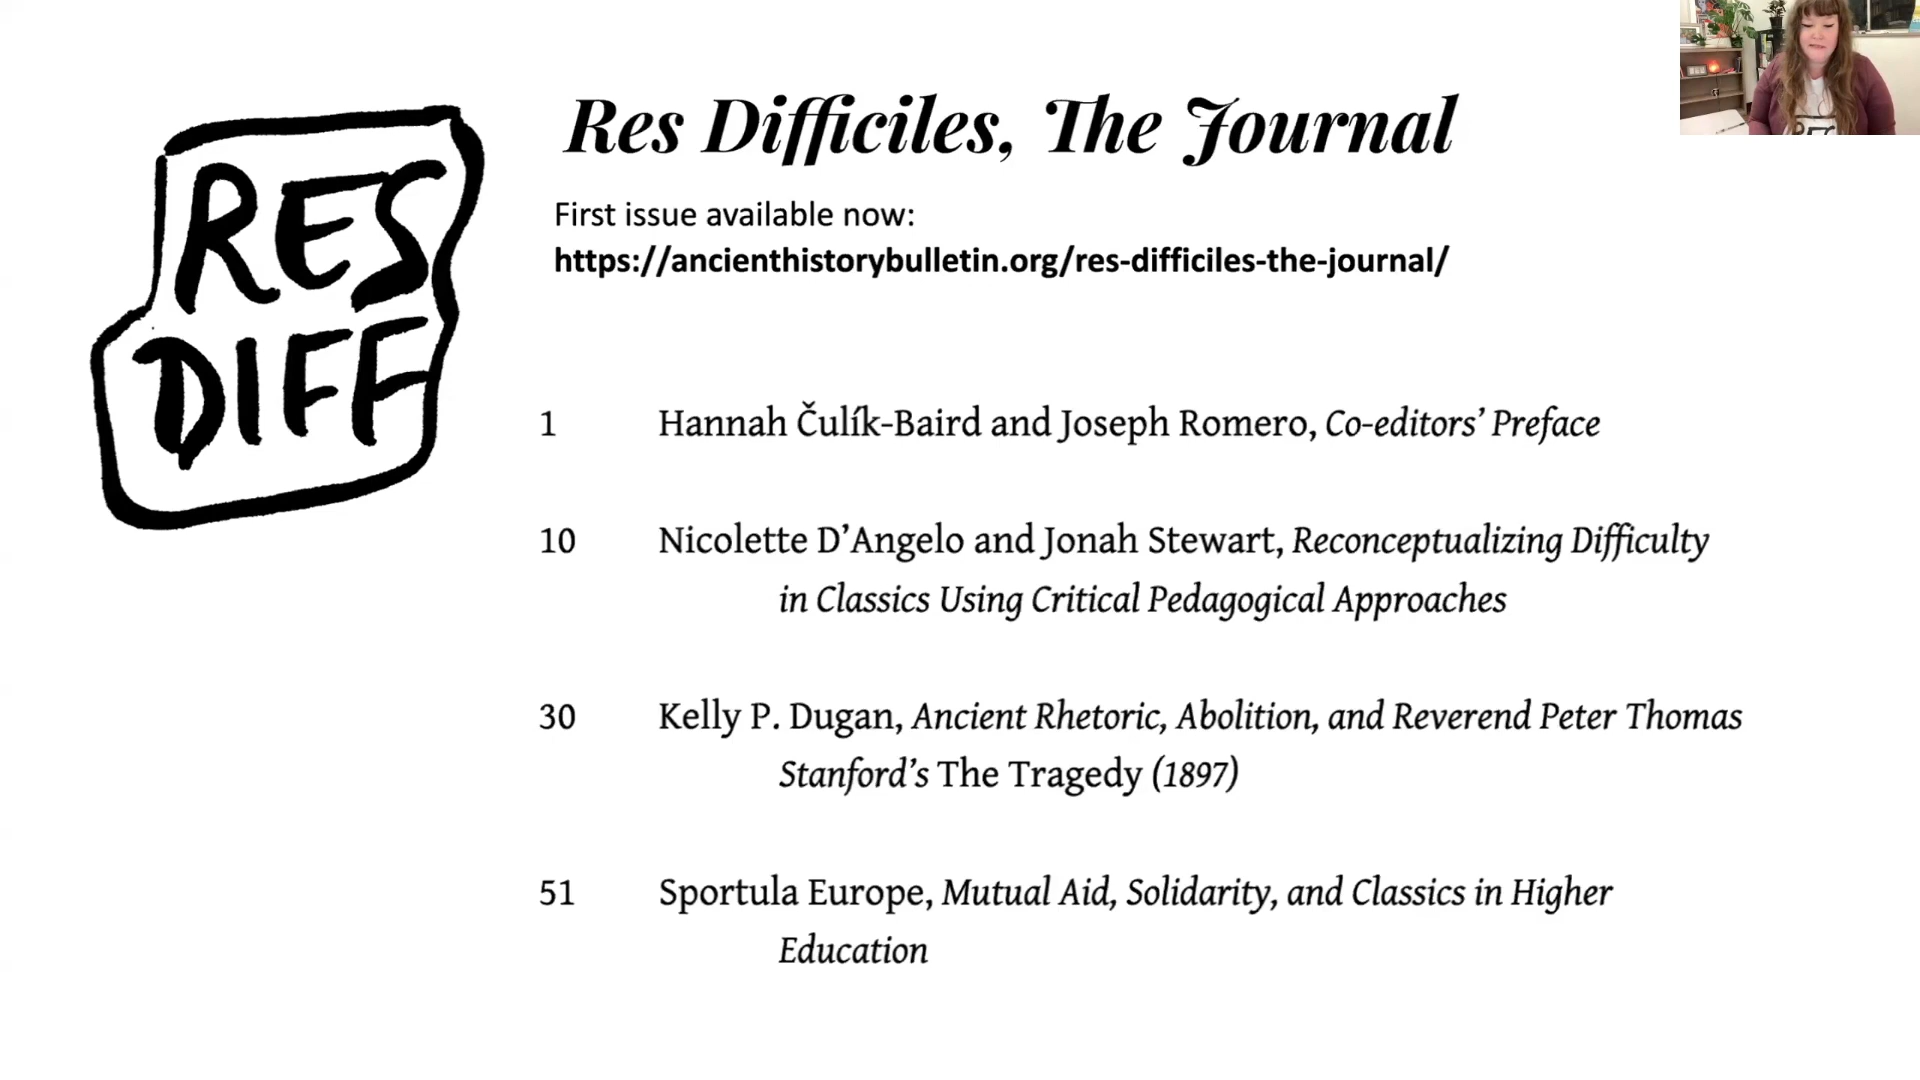 RES
DIFF
Res Difficiles, The Journal
First issue available now:
https://ancienthistorybulletin.org/res-difficiles-the-journal/
1 Hannah Čulík-Baird and Joseph Romero, Co-editors’ Preface
10 Nicolette D’Angelo and Jonah Stewart, Reconceptualizing Difficulty
in Classics Using Critical Pedagogical Approaches
30 Kelly P. Dugan, Ancient Rhetoric, Abolition, and Reverend Peter Thomas
Stanford’s The Tragedy (1897)
51 Sportula Europe, Mutual Aid, Solidarity, and Classics in Higher
Education
RES